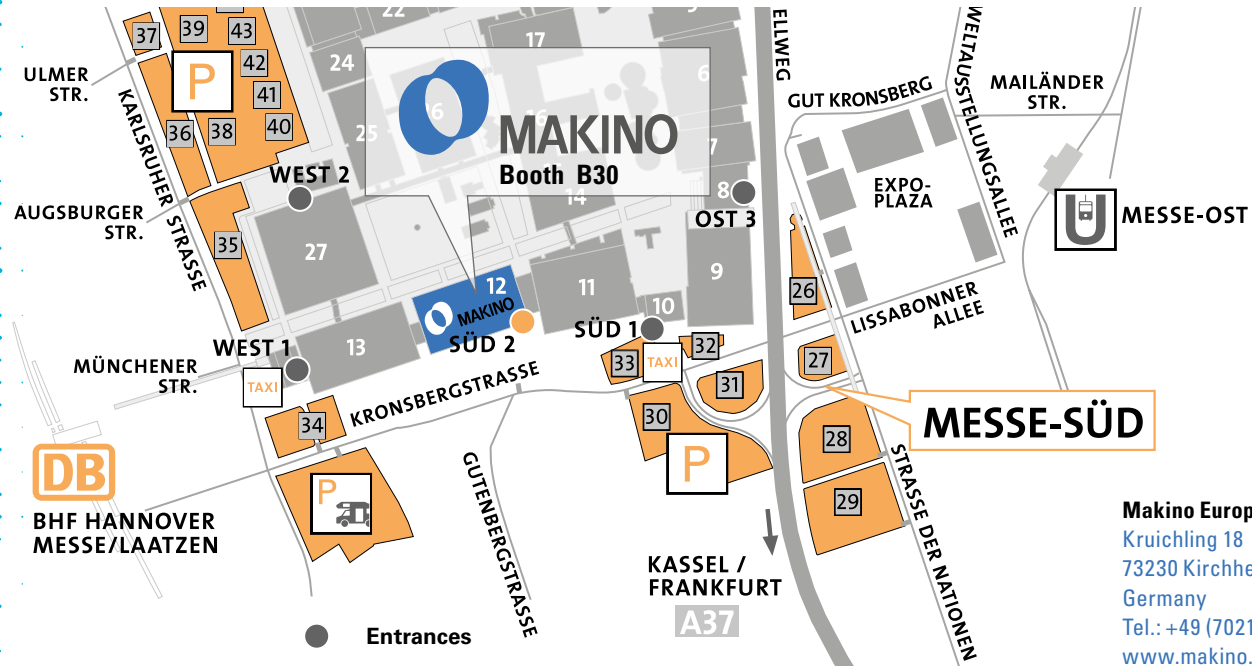 22
17
ELLWEG
37
39
43
24
6
ULMER
STR.
P
42
41
38
40
36
25
26
16
MAKINO
Booth B30
7
14
8
WEST 2
OST 3
KARLSRUHER STRASSE
AUGSBURGER
STR.
35
27
GUT KRONSBERG
WELTAUSSTELLUNGSALLEE
MAILÄNDER
STR.
EXPO-
PLAZA
U
MESSE-OST
12
MAKINO
11
9
10
26
LISSABONNER
ALLEE
WEST 1
13
SÜD 2
SÜD 1
MÜNCHENER
STR.
TAXI
33
TAXI
32
27
31
KRONSBERGSTRASSE
34
30
28
MESSE-SÜD
P
P
29
DB
BHF HANNOVER
MESSE/LAATZEN
GUTENBERGSTRASSE
STRASSE DER NATIONEN
KASSEL /
FRANKFURT
A37
Entrances
Makino Europ
Kruichling 18
73230 Kirchhe
Germany
Tel.: +49 (7021
www.makino.